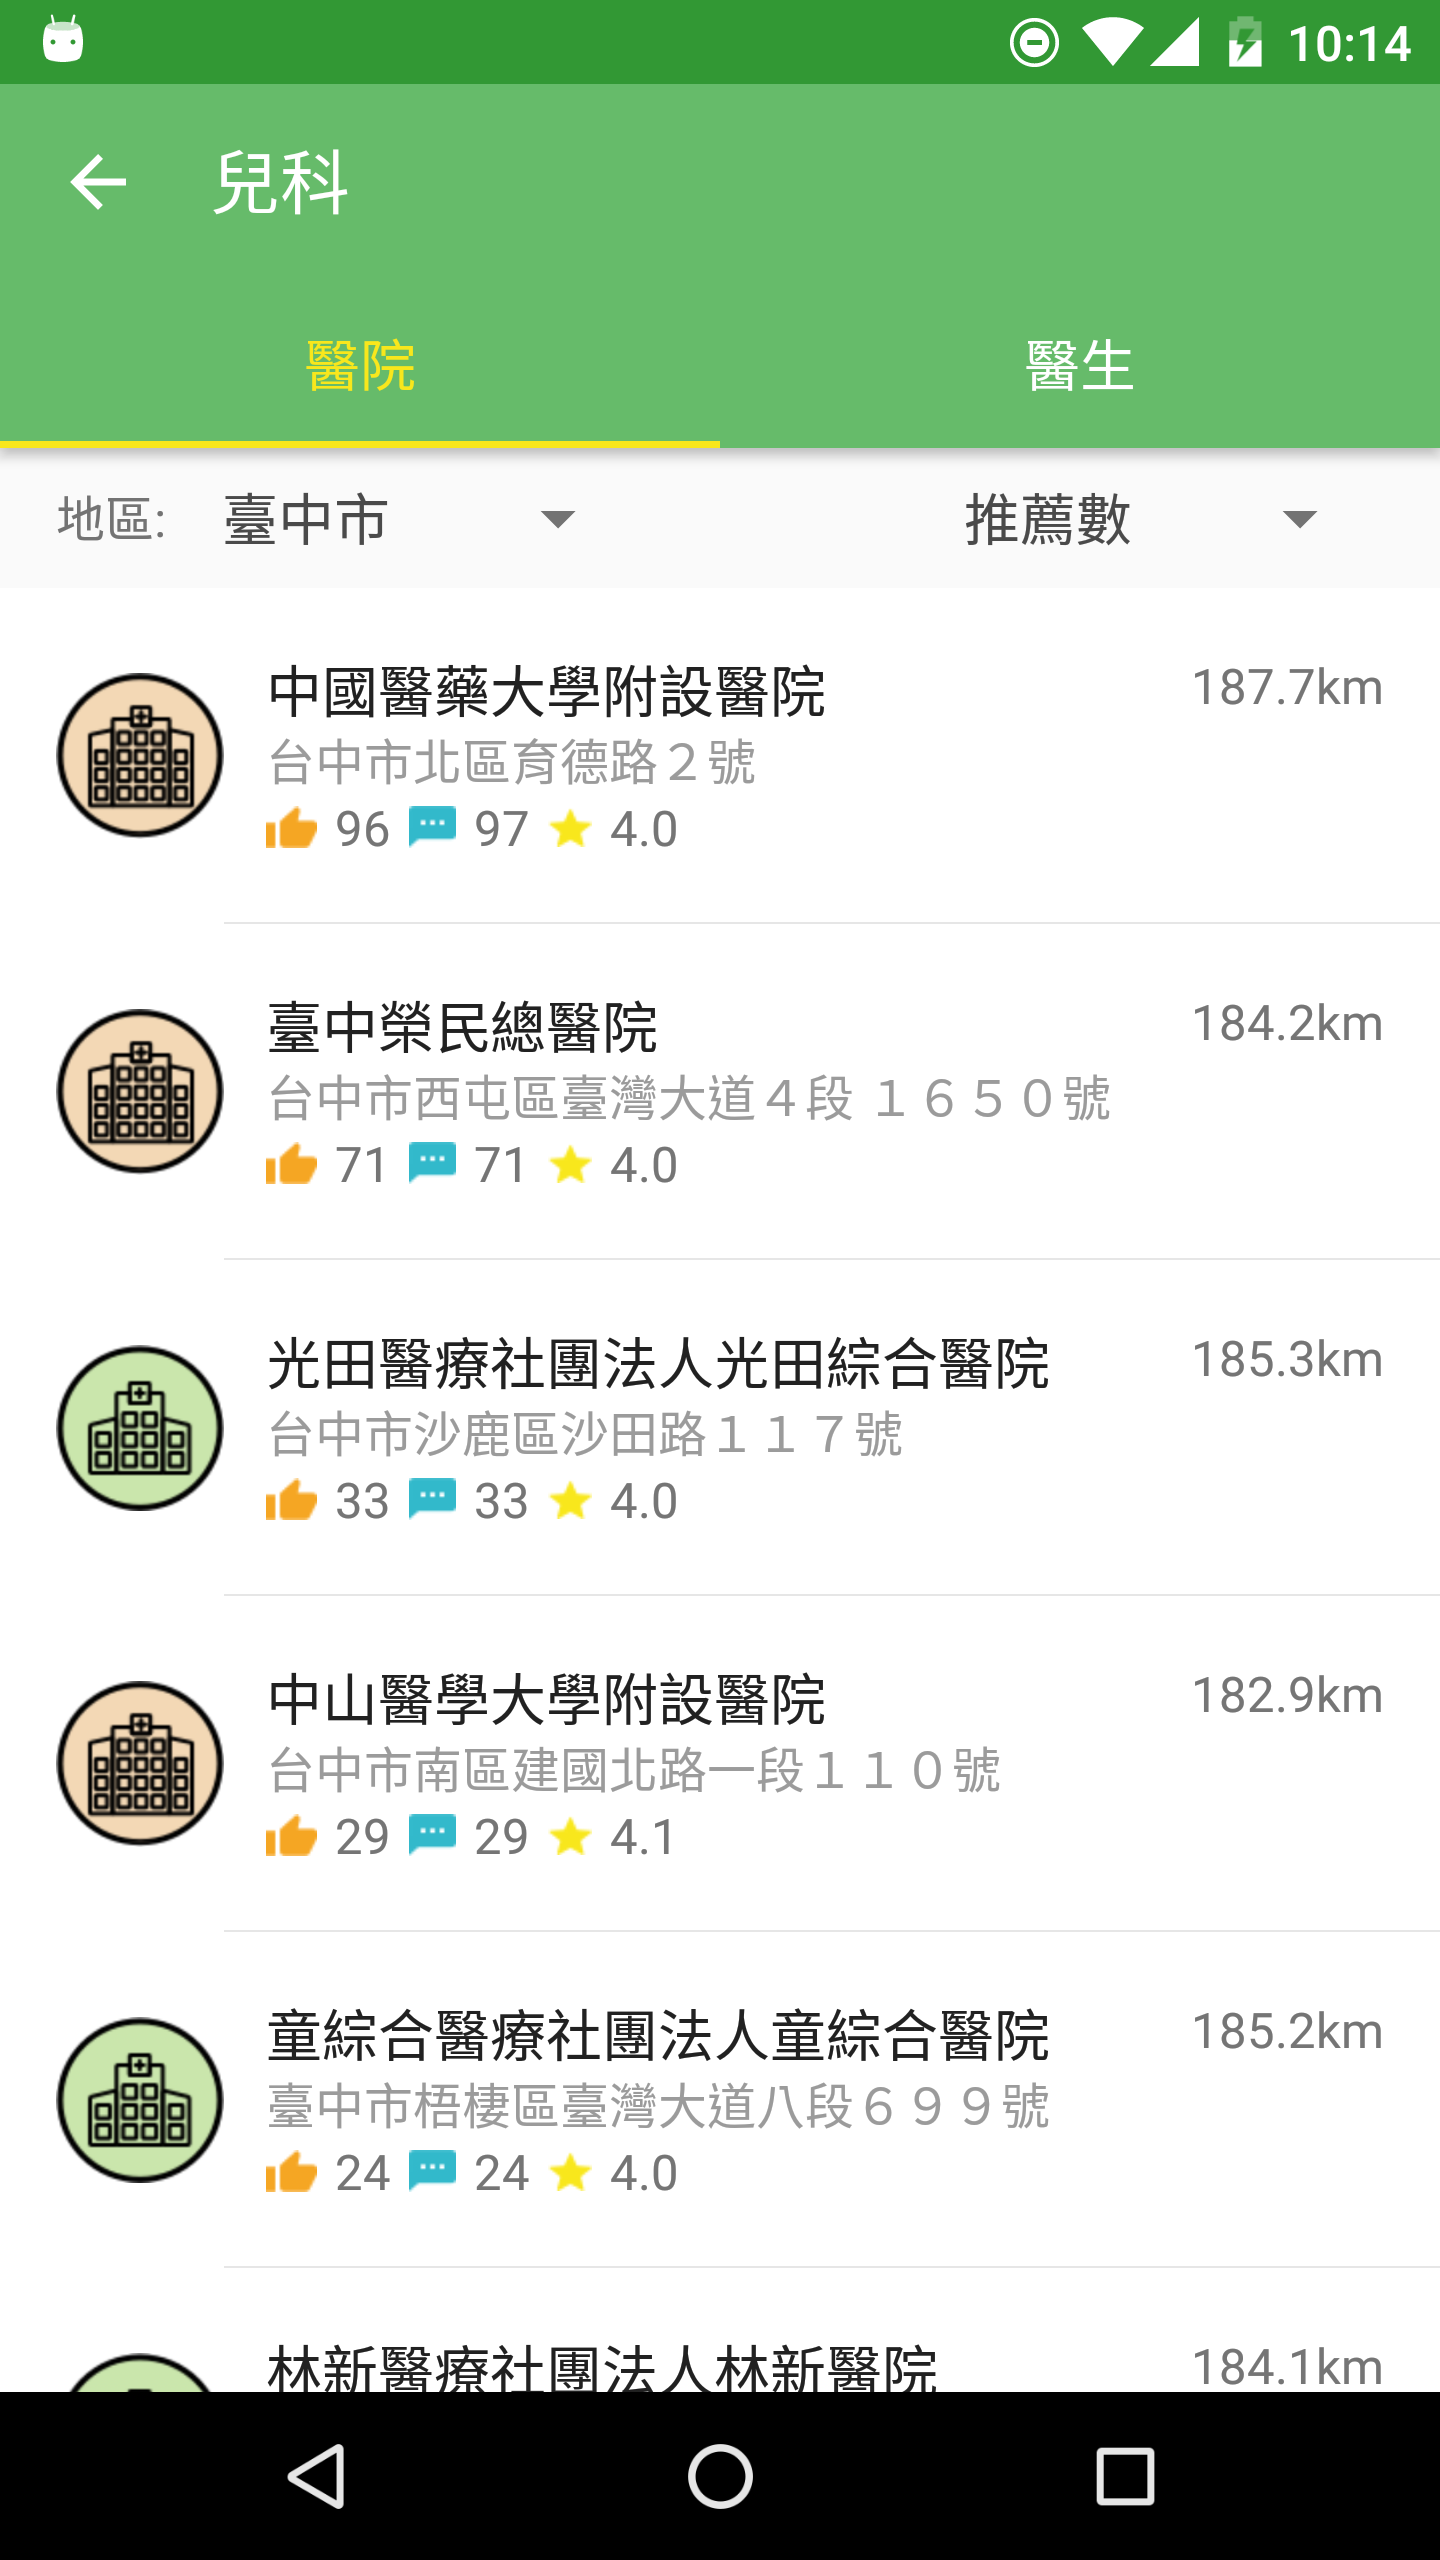 10:14
兒科
醫院 醫生
地區: 臺中市 推薦數
中國醫藥大學附設醫院 187.7km
台中市北區育德路２號
96 97 4.0
臺中榮民總醫院 184.2km
台中市西屯區臺灣大道４段 １６５０號
71 71 4.0
光田醫療社團法人光田綜合醫院 185.3km
台中市沙鹿區沙田路１１７號
33 33 4.0
中山醫學大學附設醫院 182.9km
台中市南區建國北路一段１１０號
29 29 4.1
童綜合醫療社團法人童綜合醫院 185.2km
臺中市梧棲區臺灣大道八段６９９號
24 24 4.0
林新醫療社團法人林新醫院 184.1km